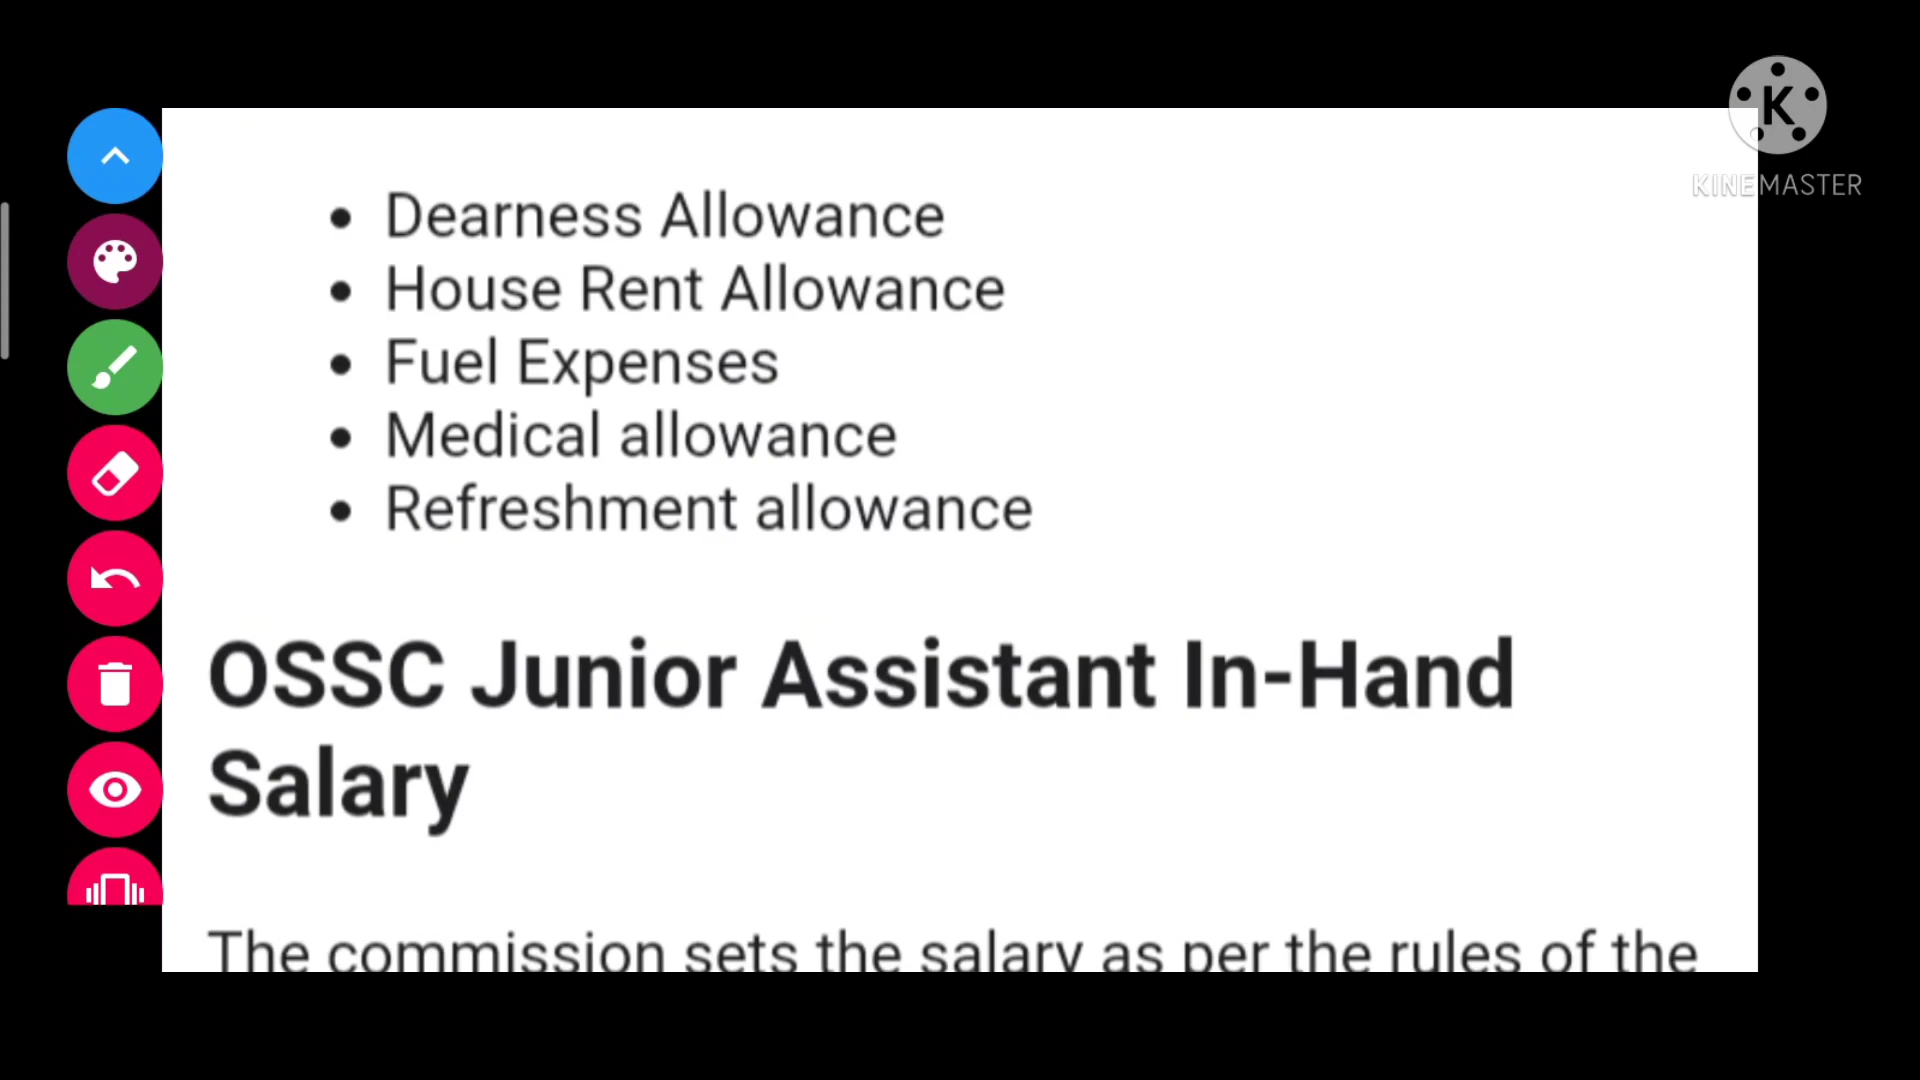 K
KINEMASTER
Dearness Allowance
House Rent Allowance
Fuel Expenses
Medical allowance
Refreshment allowance
OSSC Junior Assistant In-Hand
Salary
The commission sets the salary as per the rules of the